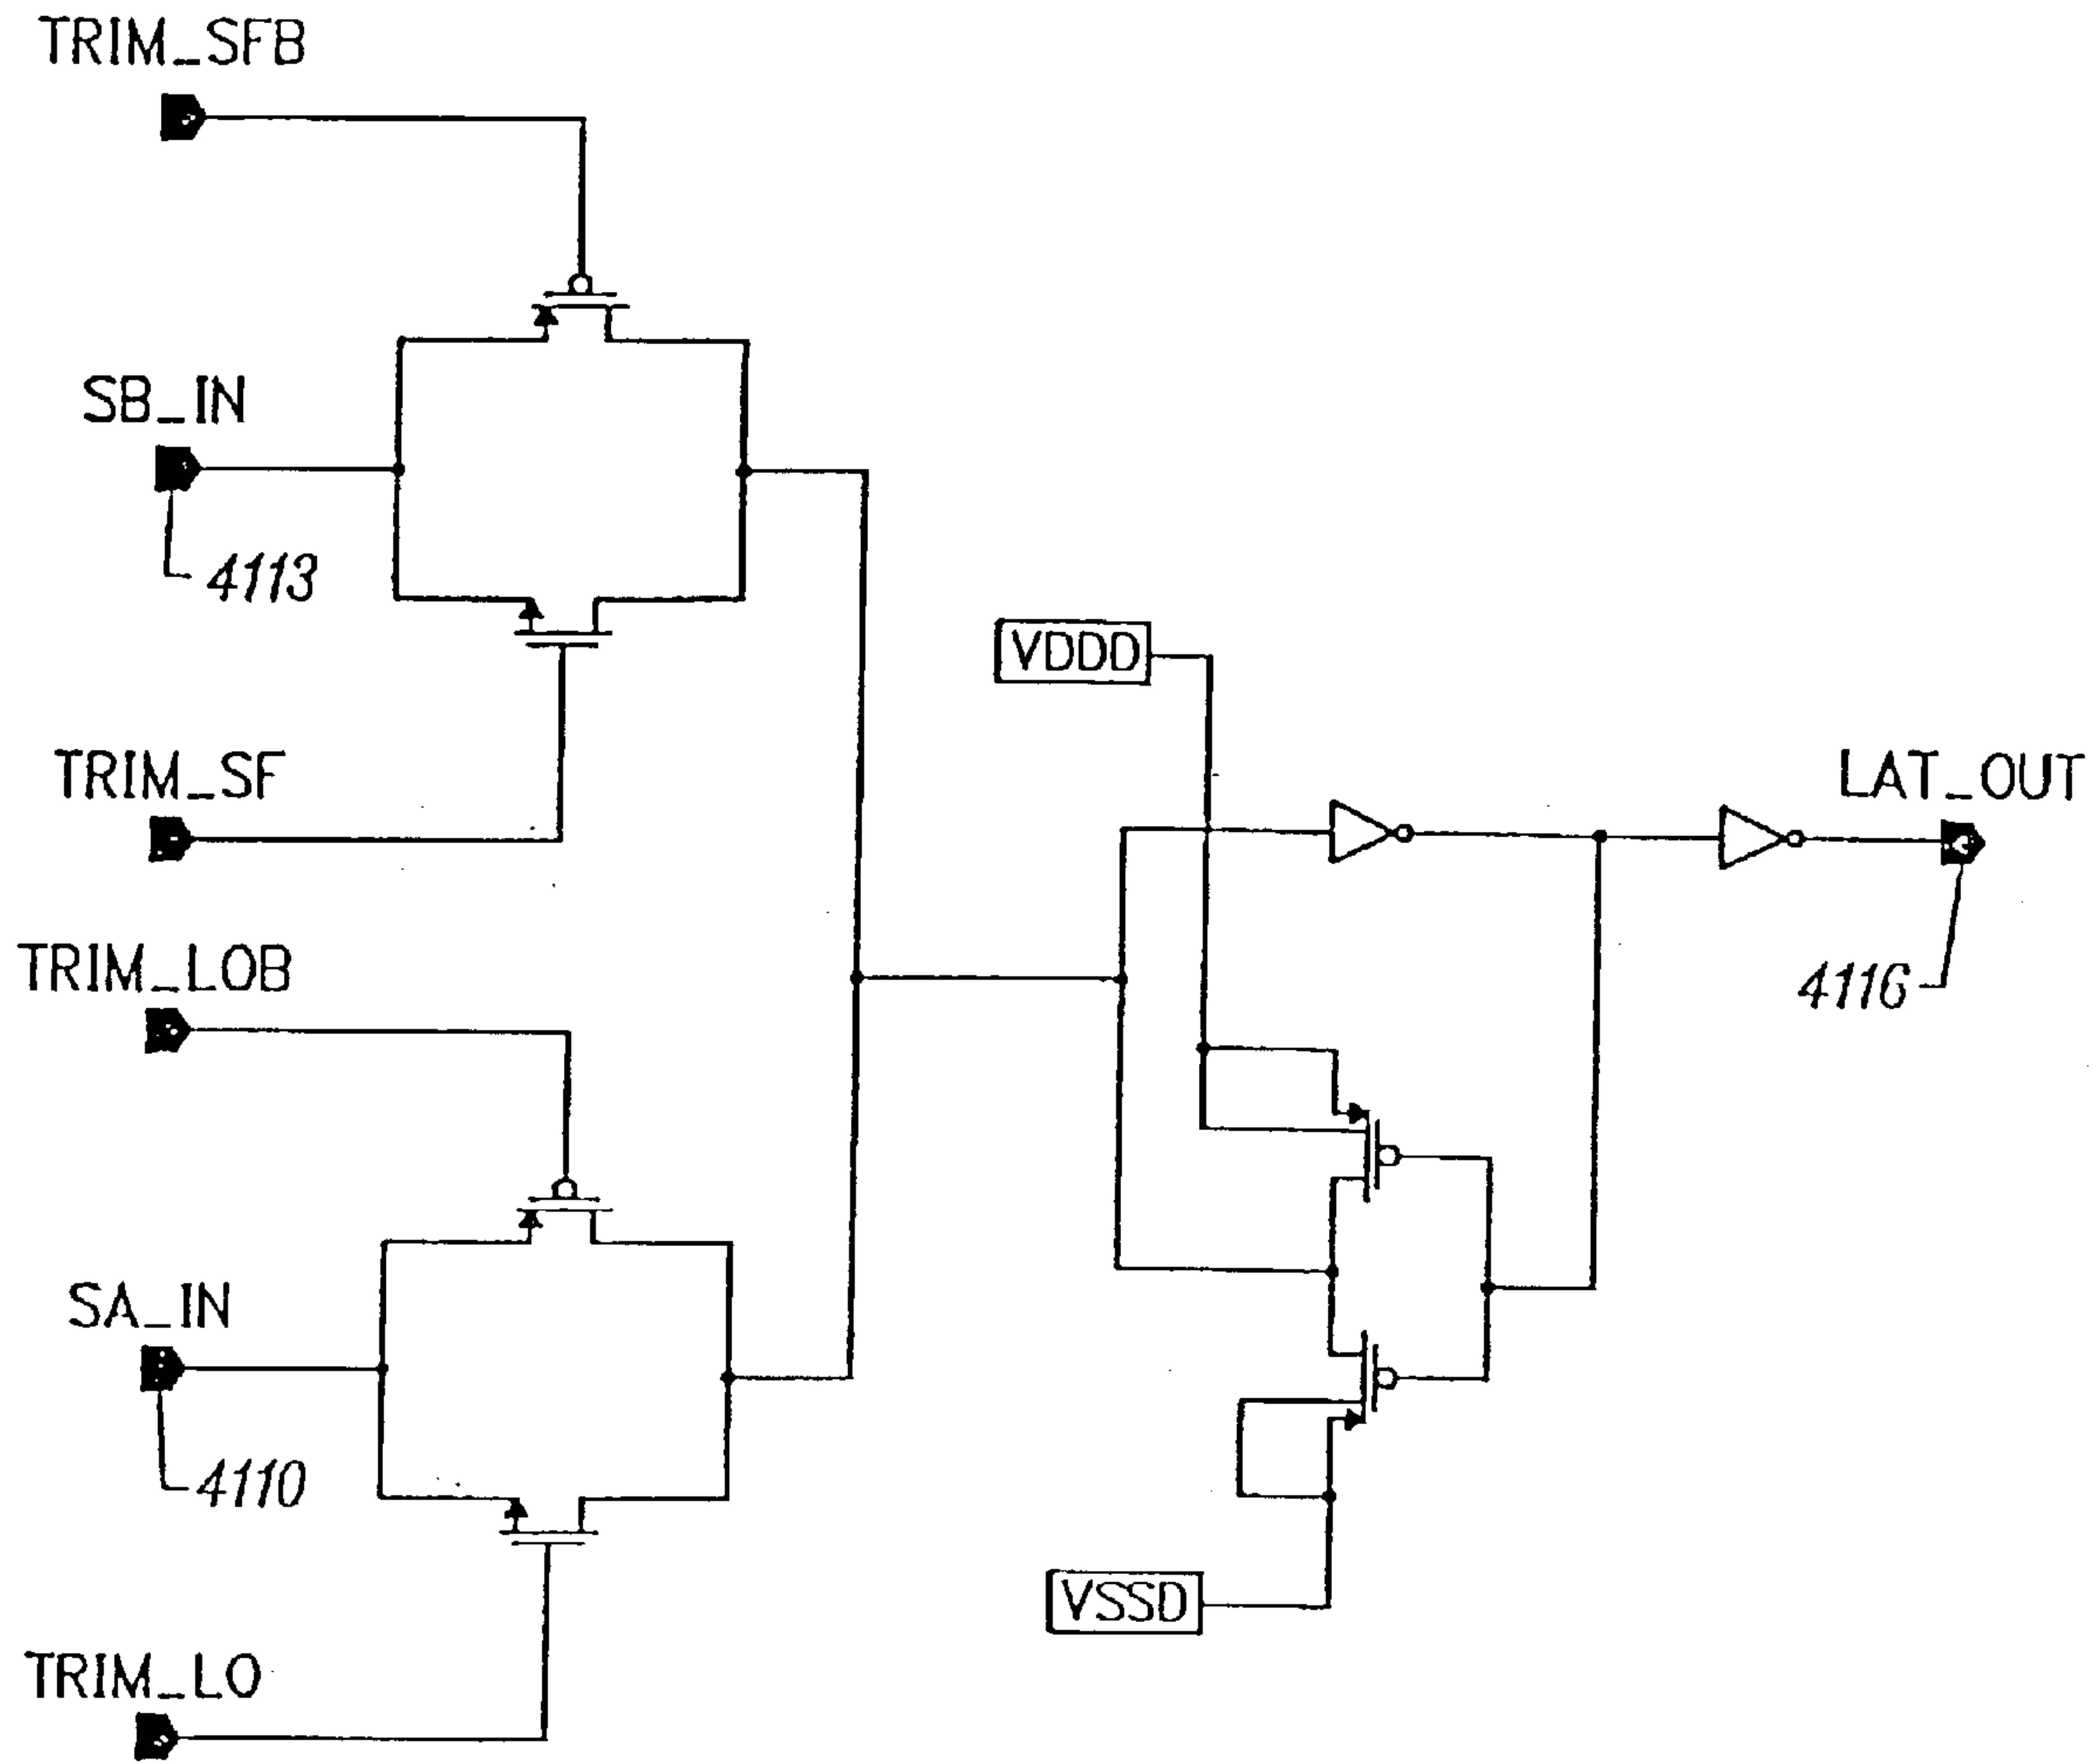 TRIM_SFB
SB_IN
4113
VDDD
TRIM_SF
LAT_OUT
TRIM_LOB
4116
SA_IN
4110
VSSD
TRIM_LO